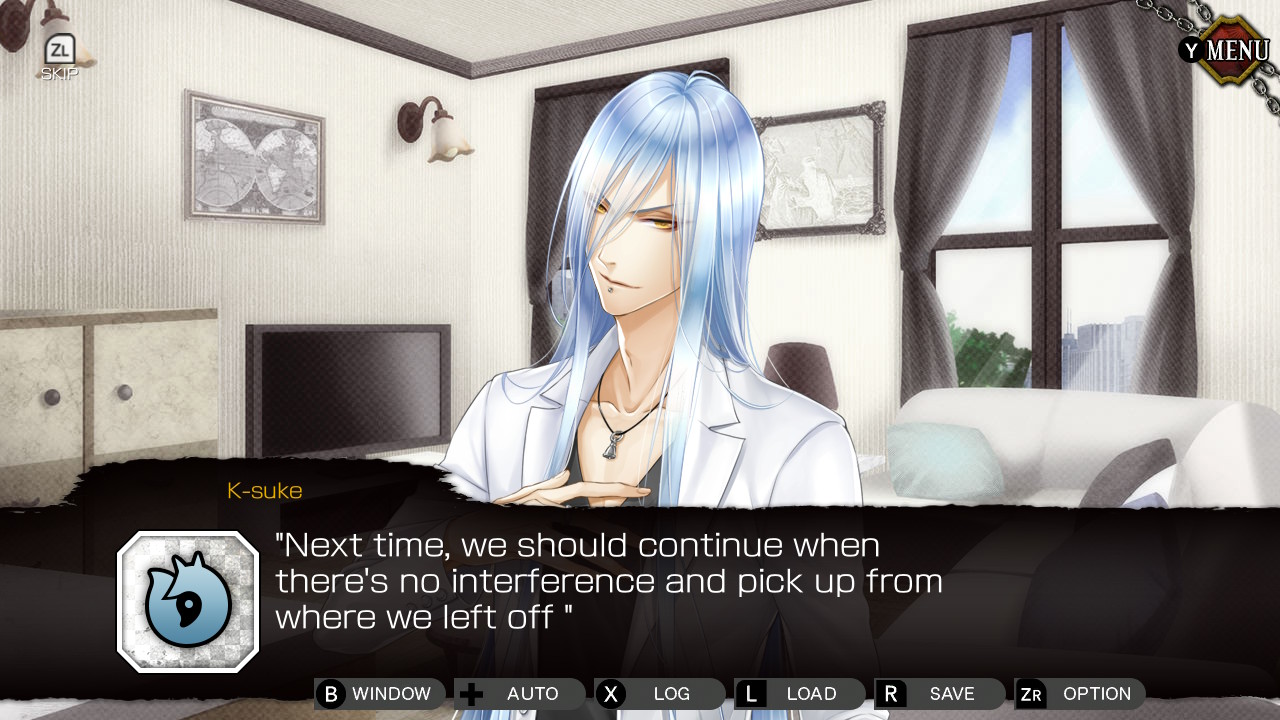 ZL
SKIP
Y MENU
K-suke
"Next time, we should continue when
there's no interference and pick up from
where we left off "
B WINDOW AUTO X LOG L LOAD R SAVE ZR OPTION